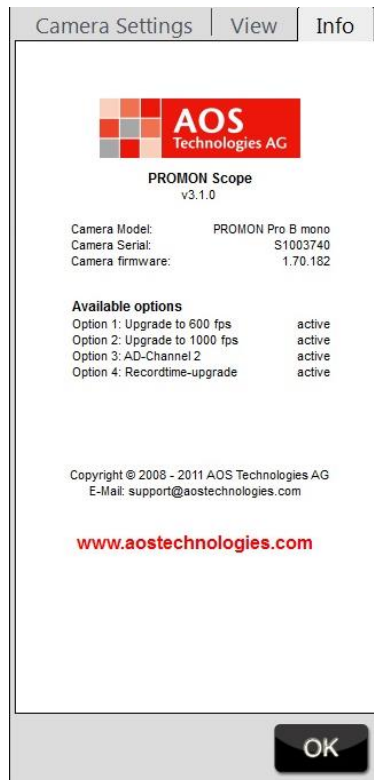 Camera Settings View Info
AOS
Technologies AG
PROMON Scope
v3.1.0
Camera Model: PROMON Pro B mono
Camera Serial: S1003740
Camera firmware: 1.70.182
Available options
Option 1: Upgrade to 600 fps active
Option 2: Upgrade to 1000 fps active
Option 3: AD-Channel 2 active
Option 4: Recordtime-upgrade active
Copyright © 2008 - 2011 AOS Technologies AG
E-Mail: support@aostechnologies.com
www.aostechnologies.com
OK